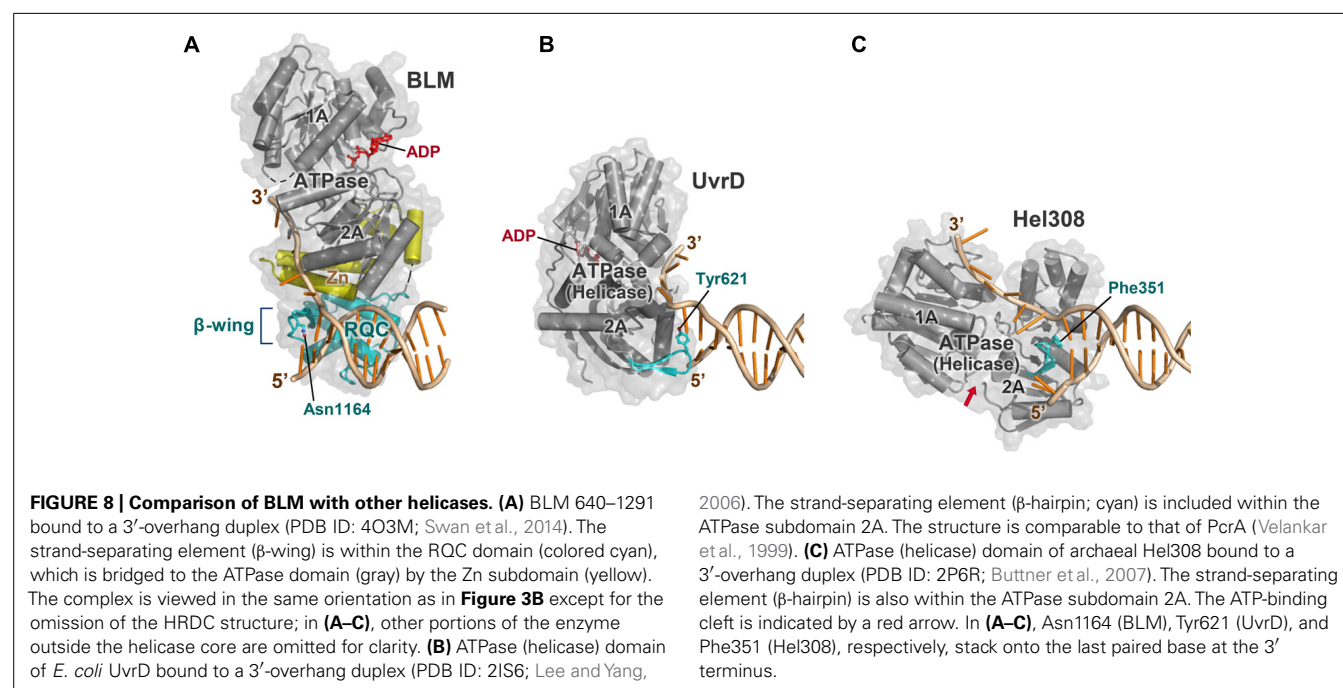 A
BLM
1A
ADP
ATPase
3′
2A
Zn
β-wing
RQC
5′
Asn1164
B
UvrD
1A
3′
ADP
ATPase
(Helicase)
Tyr621
2A
5′
C
Hel308
3′
Phe351
1A
ATPase
(Helicase)
2A
5′
FIGURE 8 | Comparison of BLM with other helicases. (A) BLM 640–1291
bound to a 3′-overhang duplex (PDB ID: 4O3M; Swan et al., 2014). The
strand-separating element (β-wing) is within the RQC domain (colored cyan),
which is bridged to the ATPase domain (gray) by the Zn subdomain (yellow).
The complex is viewed in the same orientation as in Figure 3B except for the
omission of the HRDC structure; in (A–C), other portions of the enzyme
outside the helicase core are omitted for clarity. (B) ATPase (helicase) domain
of E. coli UvrD bound to a 3′-overhang duplex (PDB ID: 2IS6; Lee and Yang,
2006). The strand-separating element (β-hairpin; cyan) is included within the
ATPase subdomain 2A. The structure is comparable to that of PcrA (Velankar
et al., 1999). (C) ATPase (helicase) domain of archaeal Hel308 bound to a
3′-overhang duplex (PDB ID: 2P6R; Buttner et al., 2007). The strand-separating
element (β-hairpin) is also within the ATPase subdomain 2A. The ATP-binding
cleft is indicated by a red arrow. In (A–C), Asn1164 (BLM), Tyr621 (UvrD), and
Phe351 (Hel308), respectively, stack onto the last paired base at the 3′
terminus.